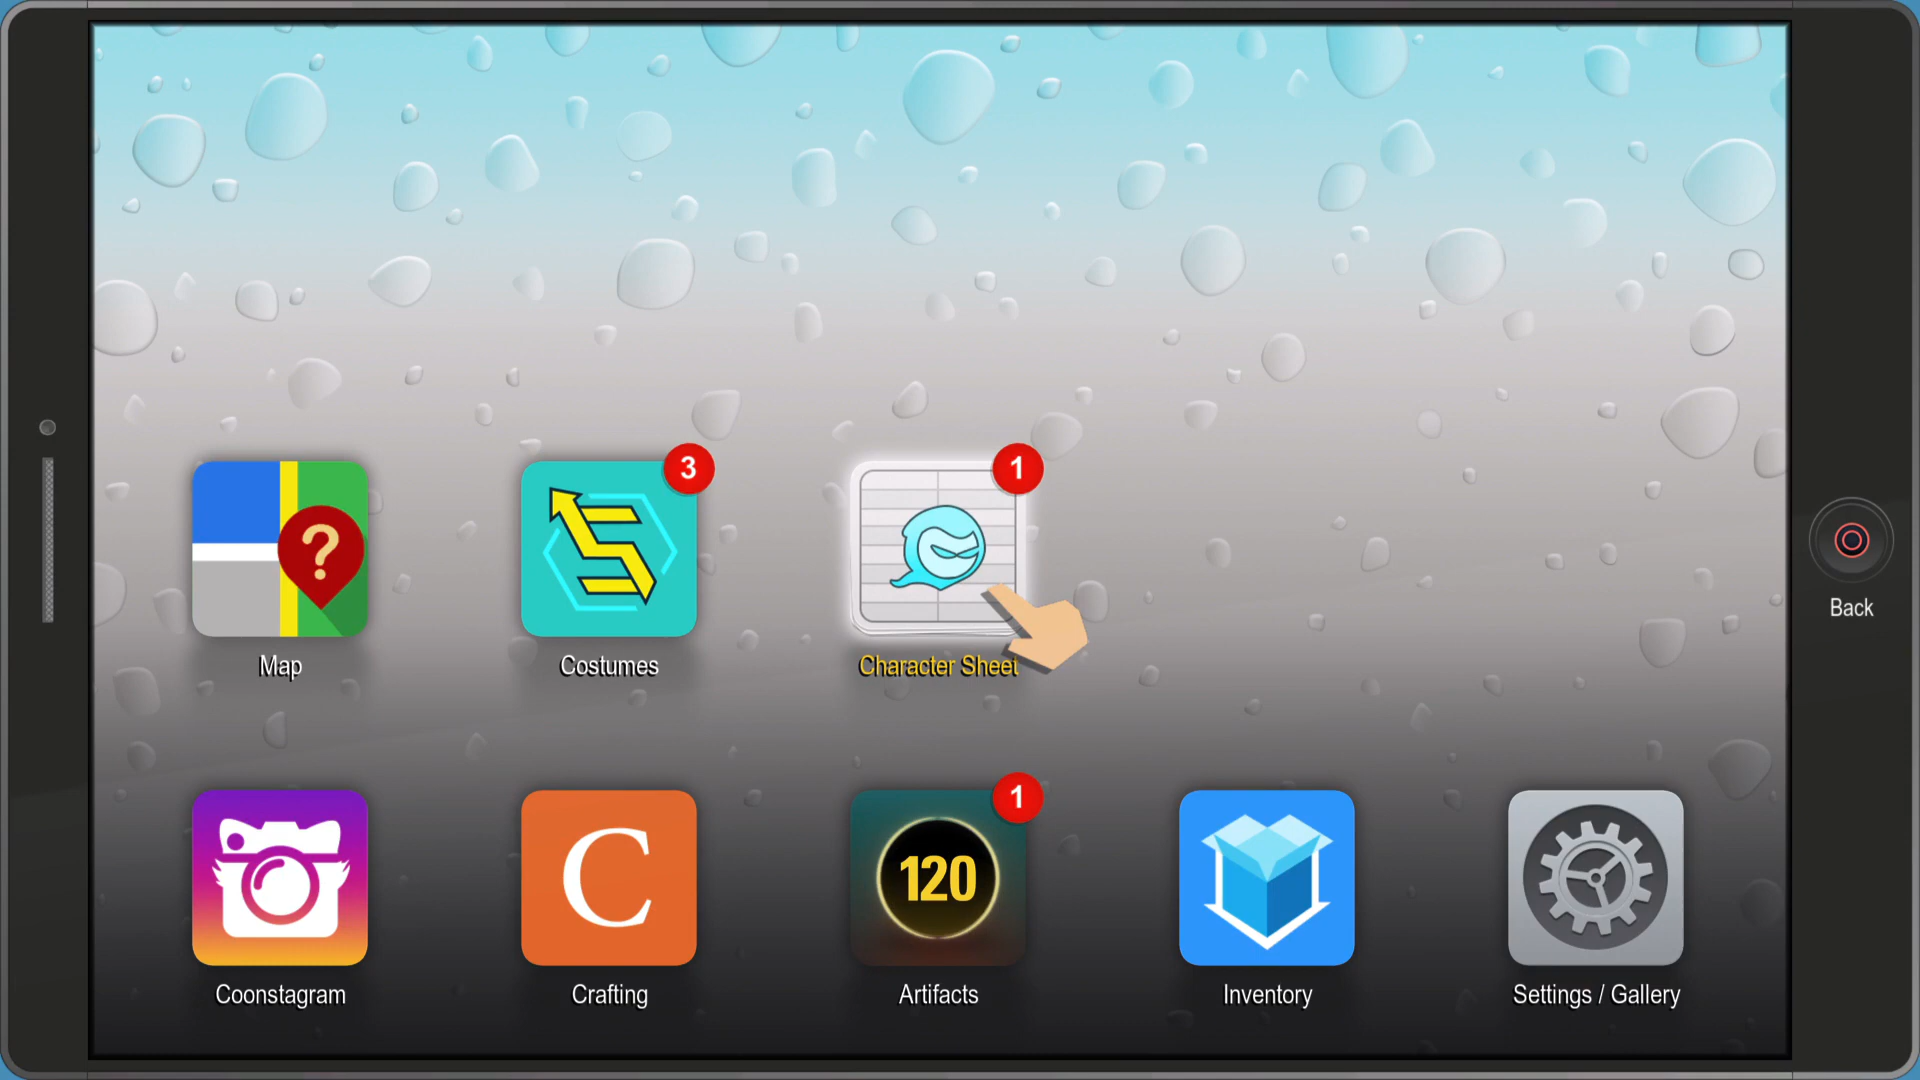 3
1
?
Map
Costumes
Character Sheet
Back
1
C
120
Coonstagram
Crafting
Artifacts
Inventory
Settings / Gallery